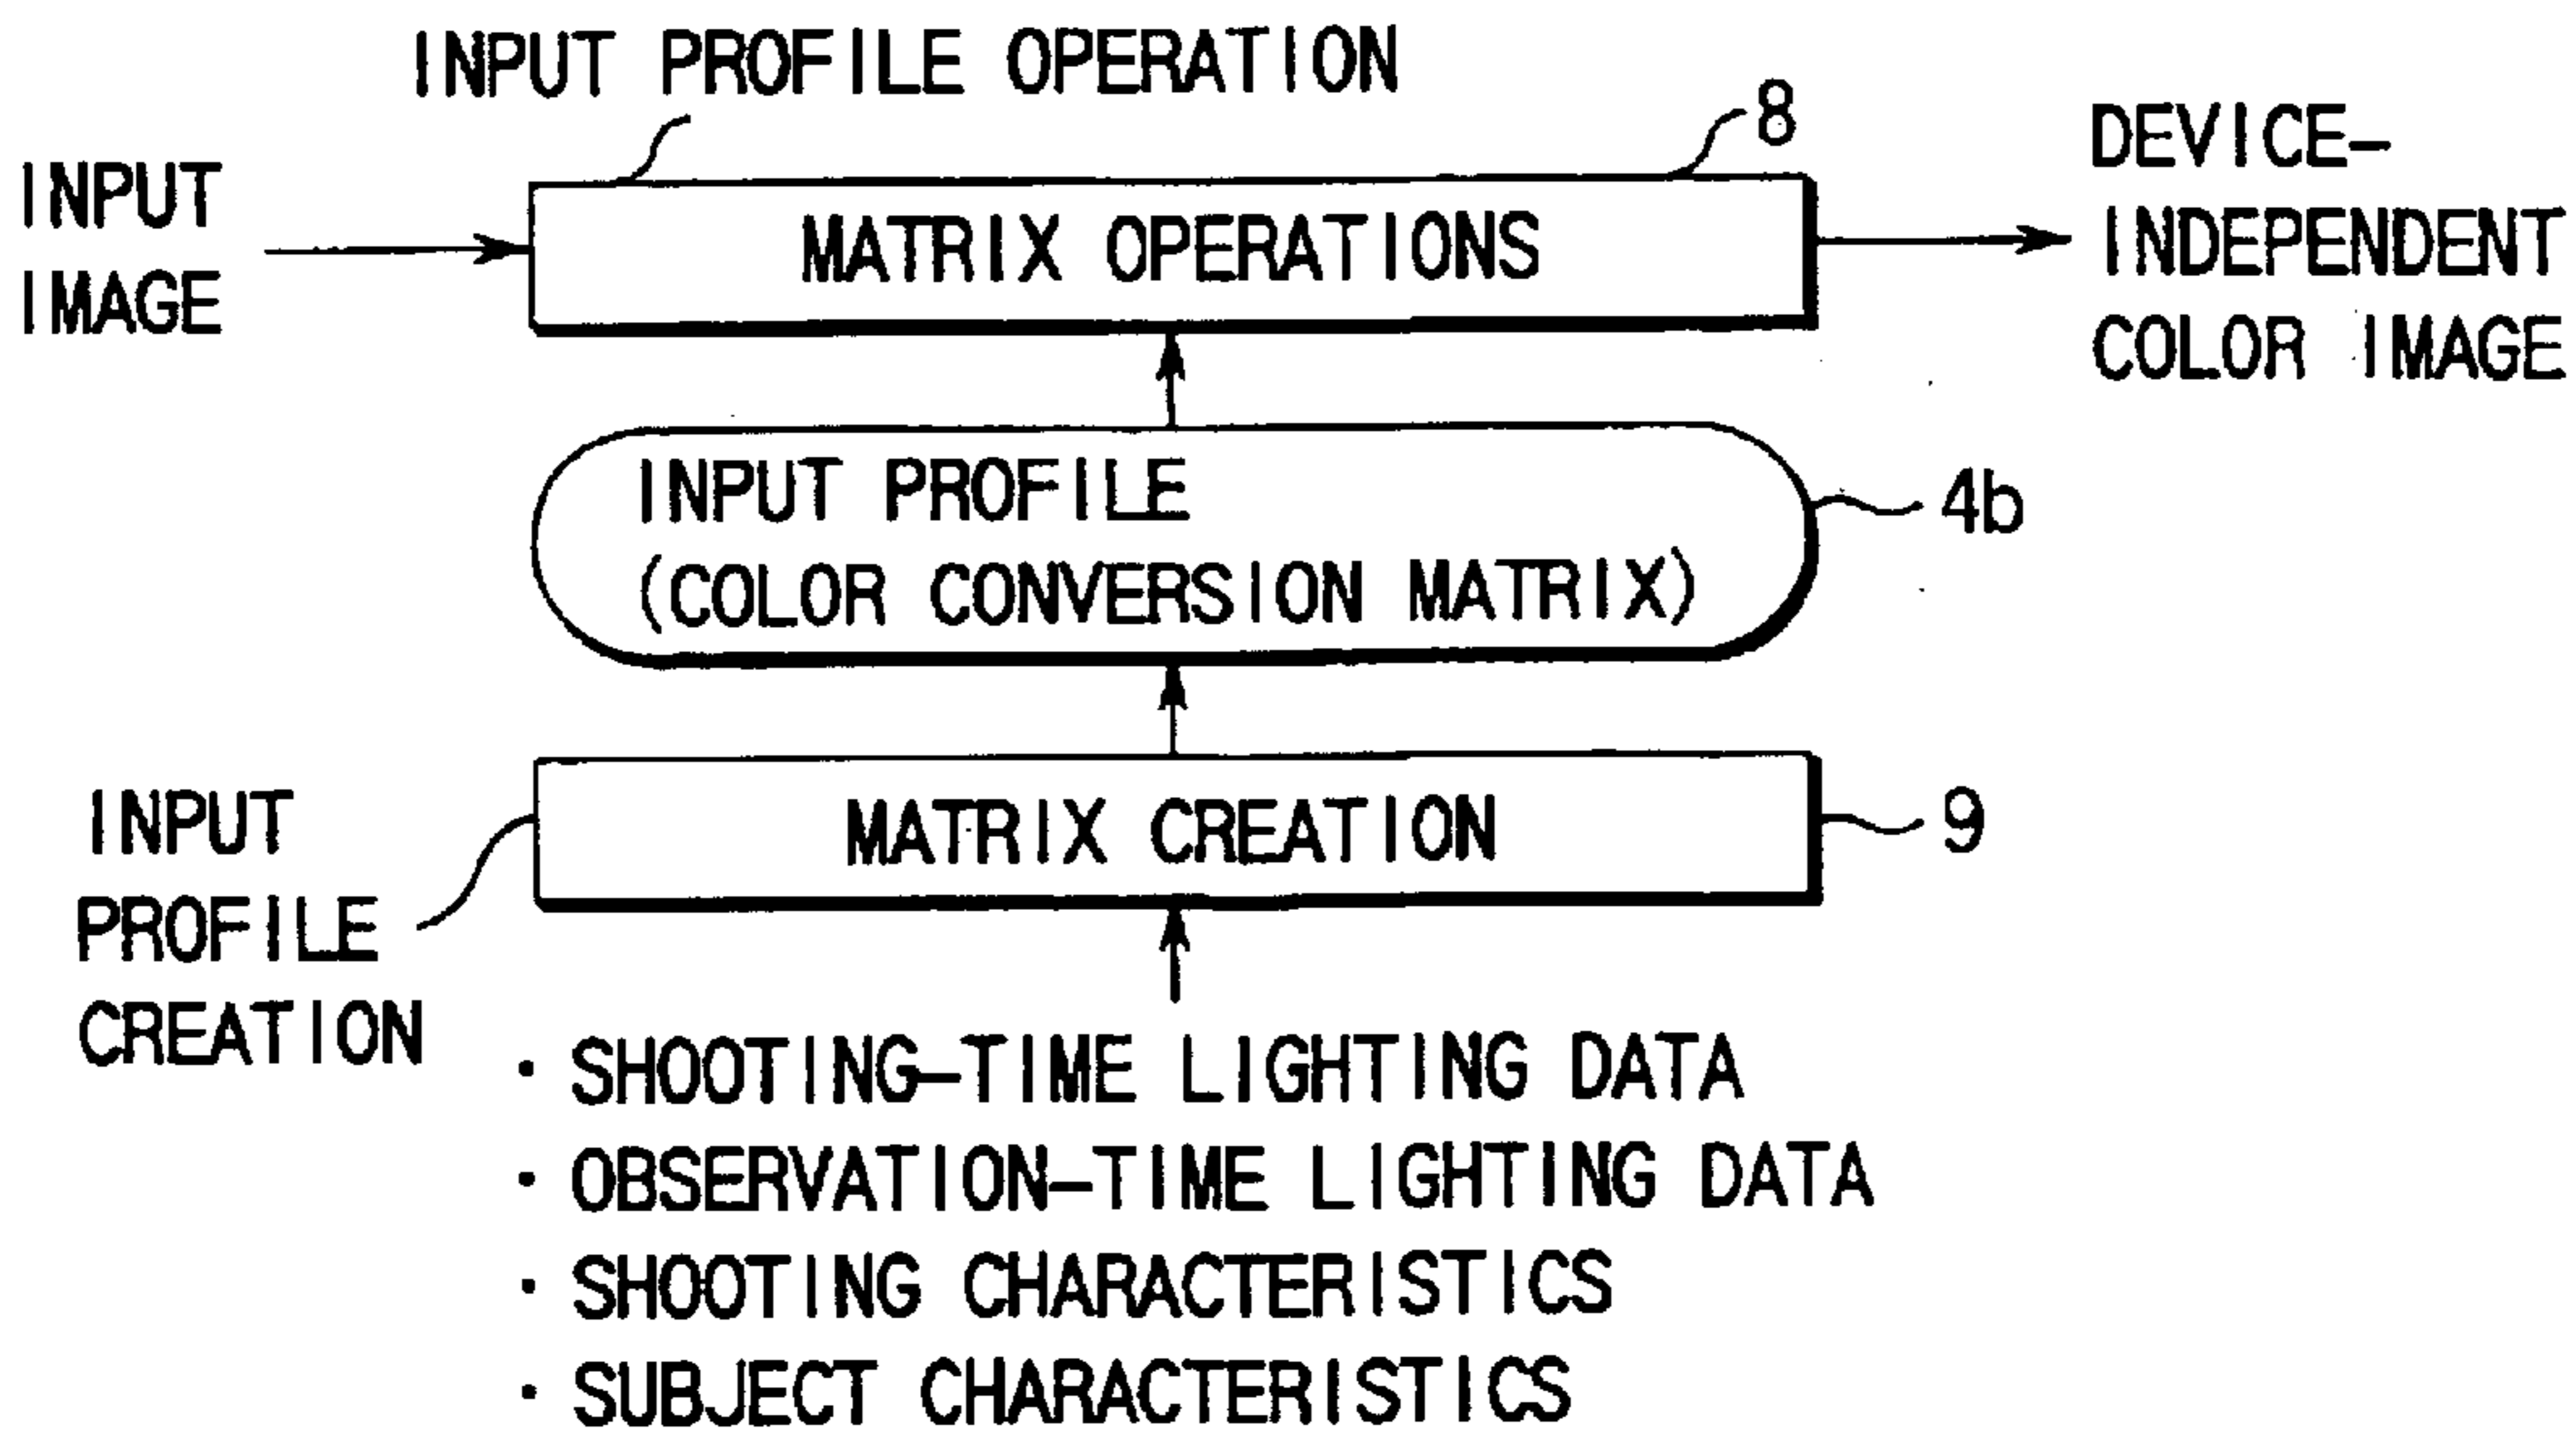 INPUT PROFILE OPERATION
8
INPUT
IMAGE
MATRIX OPERATIONS
DEVICE-
INDEPENDENT
COLOR IMAGE
INPUT PROFILE
(COLOR CONVERSION MATRIX)
4b
INPUT
PROFILE
CREATION
MATRIX CREATION
9
· SHOOTING-TIME LIGHTING DATA
· OBSERVATION-TIME LIGHTING DATA
· SHOOTING CHARACTERISTICS
· SUBJECT CHARACTERISTICS